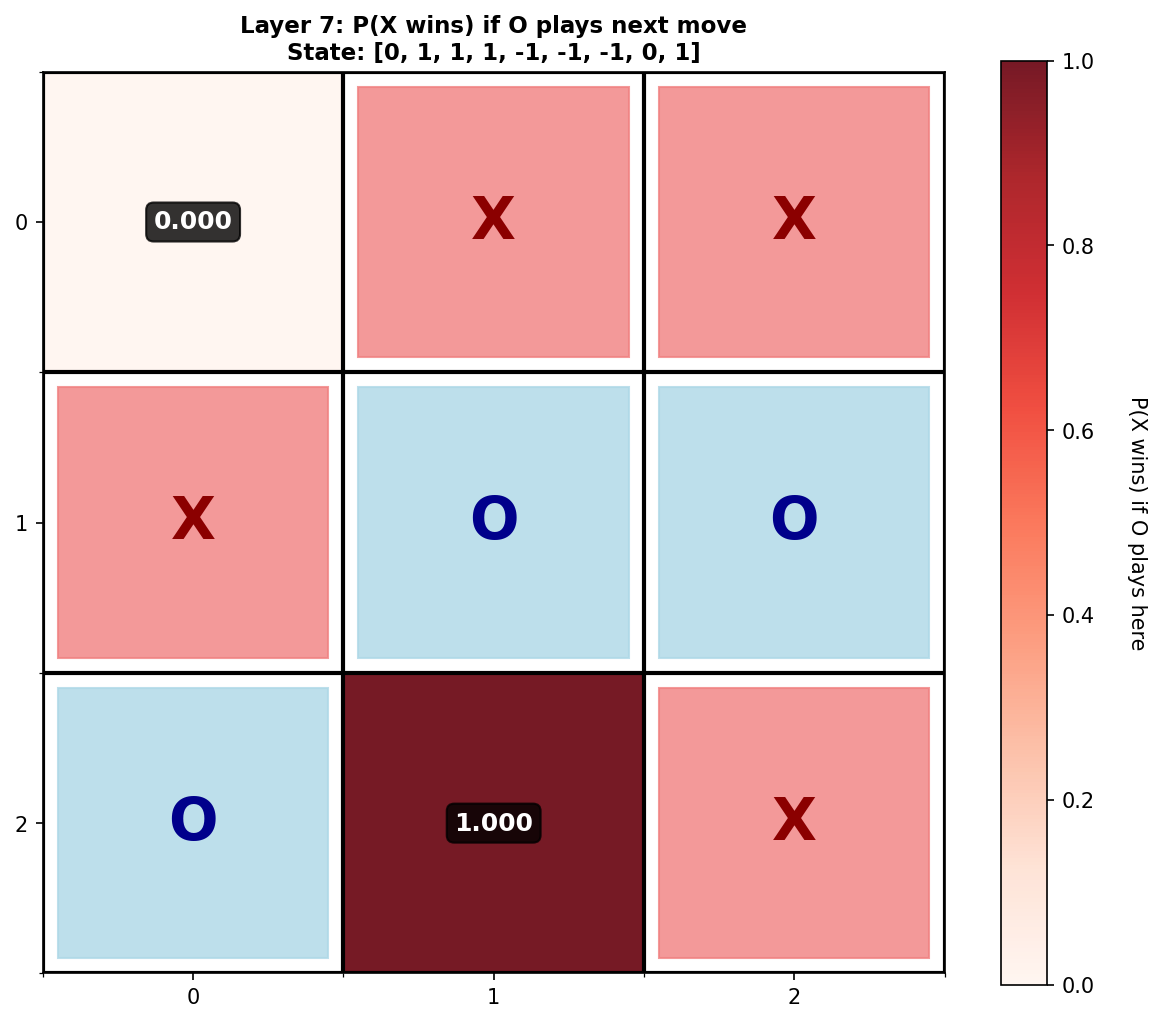 Layer 7: P(X wins) if O plays next move
State: [0, 1, 1, 1, -1, -1, -1, 0, 1]
0
0.000
X
X
1
X
O
O
2
O
1.000
X
0
1
2
1.0
0.8
0.6
0.4
0.2
0.0
P(X wins) if O plays here